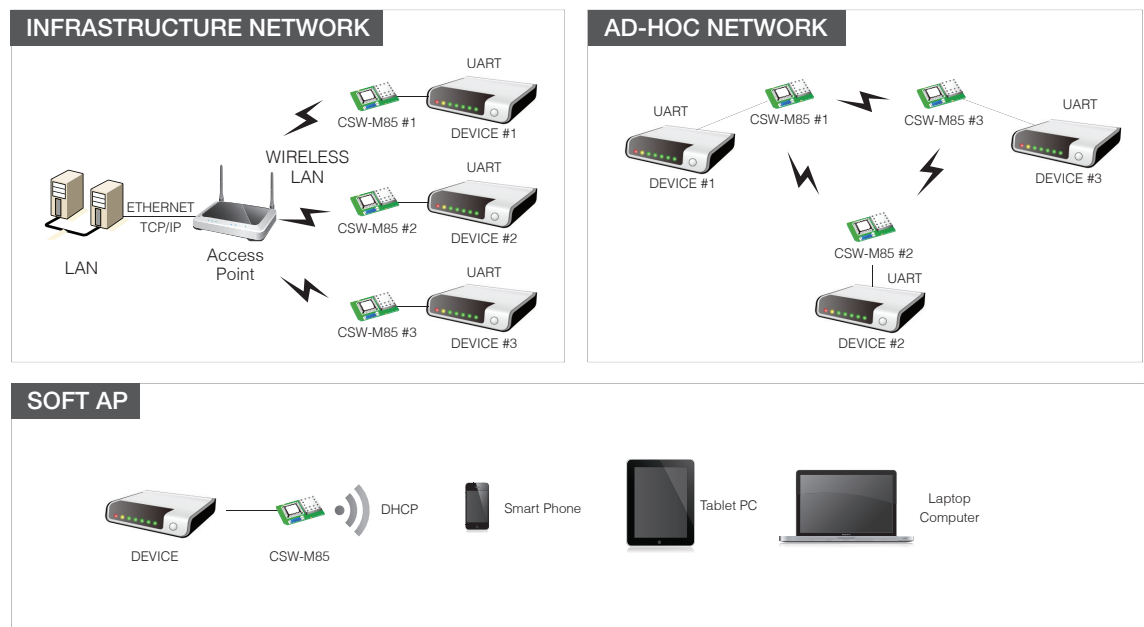 INFRASTRUCTURE NETWORK
UART
CSW-M85 #1
DEVICE #1
WIRELESS
LAN
UART
ETHERNET
TCP/IP
CSW-M85 #2
DEVICE #2
LAN
Access
Point
UART
CSW-M85 #3
DEVICE #3
AD-HOC NETWORK
UART
CSW-M85 #1
CSW-M85 #3
UART
DEVICE #1
DEVICE #3
CSW-M85 #2
UART
DEVICE #2
SOFT AP
DHCP
Smart Phone
Tablet PC
Laptop
Computer
DEVICE
CSW-M85